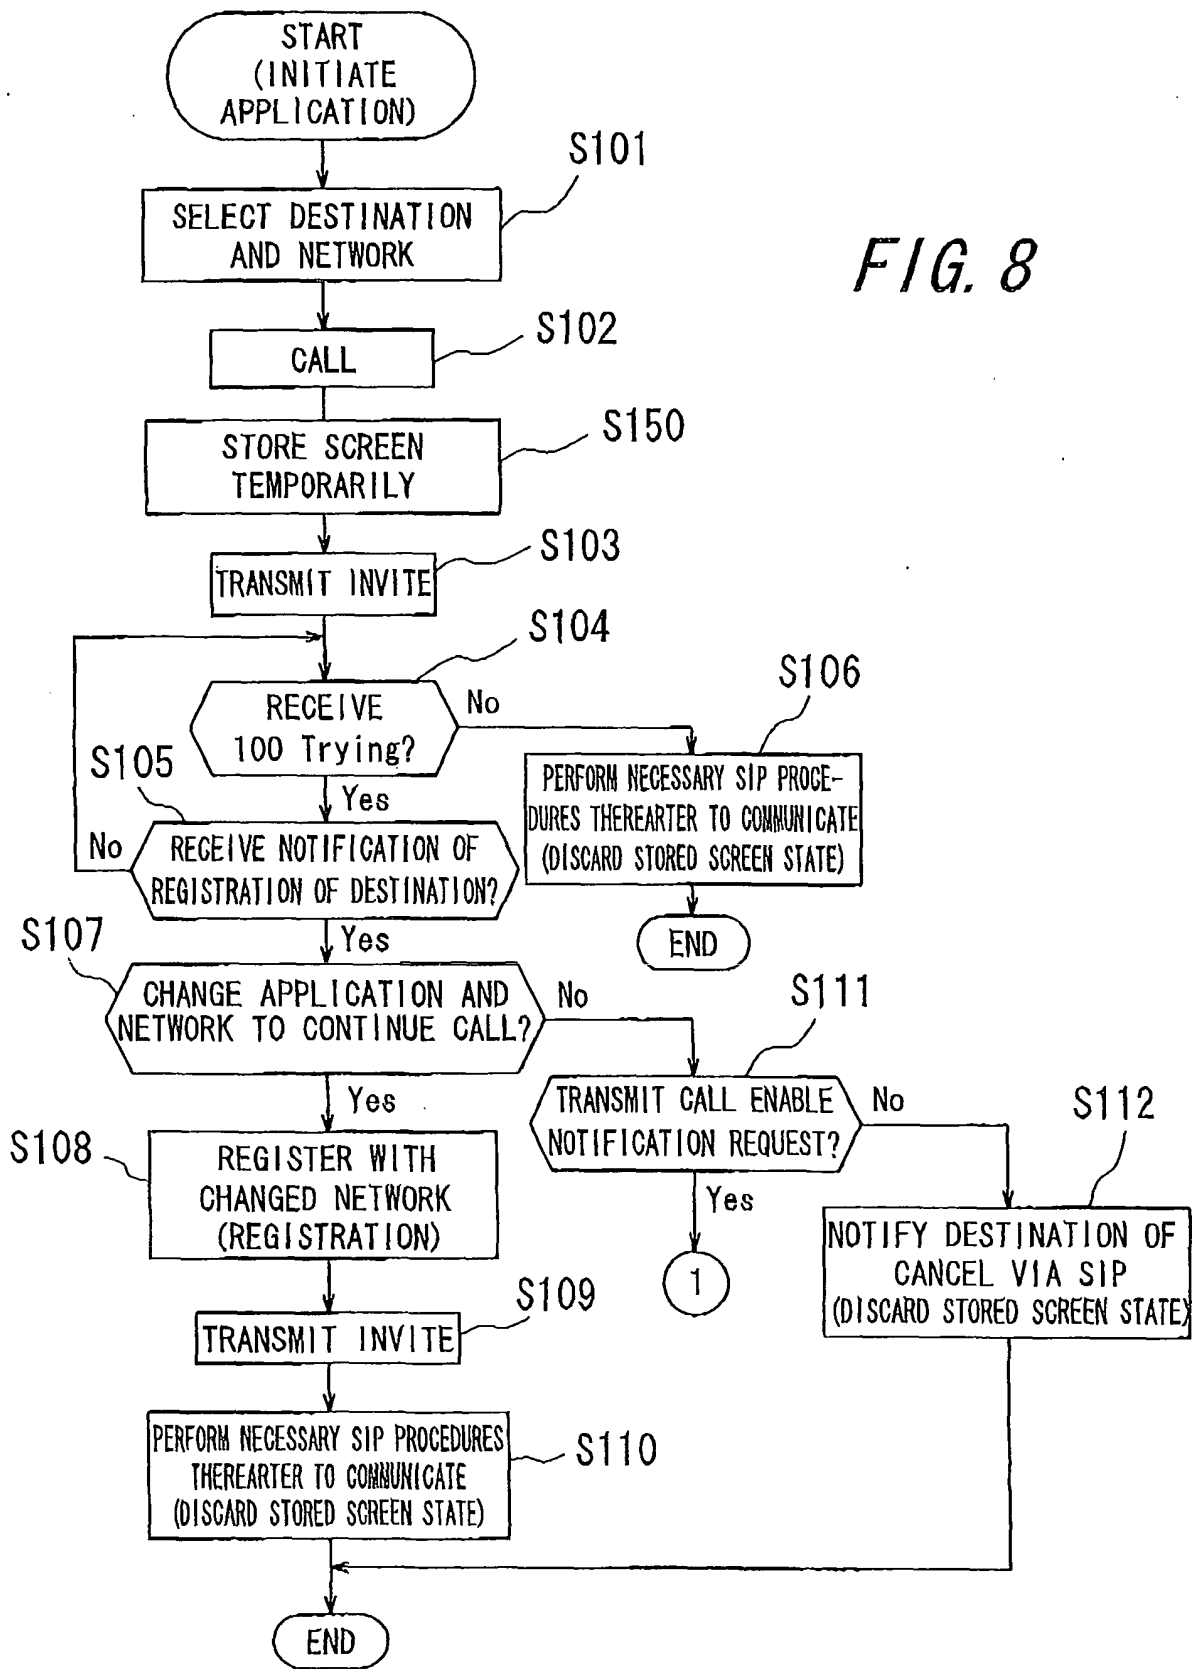 START
(INITIATE
APPLICATION)
S101
SELECT DESTINATION
AND NETWORK
FIG. 8
S102
CALL
S150
STORE SCREEN
TEMPORARILY
S103
TRANSMIT INVITE
S104
RECEIVE
100 Trying?
No
S106
PERFORM NECESSARY SIP PROCE-
DURES THEREARTER TO COMMUNICATE
(DISCARD STORED SCREEN STATE)
END
S105
Yes
No
RECEIVE NOTIFICATION OF
REGISTRATION OF DESTINATION?
S107
Yes
CHANGE APPLICATION AND
NETWORK TO CONTINUE CALL?
No
S111
TRANSMIT CALL ENABLE
NOTIFICATION REQUEST?
No
S112
Yes
1
NOTIFY DESTINATION OF
CANCEL VIA SIP
(DISCARD STORED SCREEN STATE)
Yes
S108
REGISTER WITH
CHANGED NETWORK
(REGISTRATION)
S109
TRANSMIT INVITE
PERFORM NECESSARY SIP PROCEDURES
THEREARTER TO COMMUNICATE
(DISCARD STORED SCREEN STATE)
S110
END